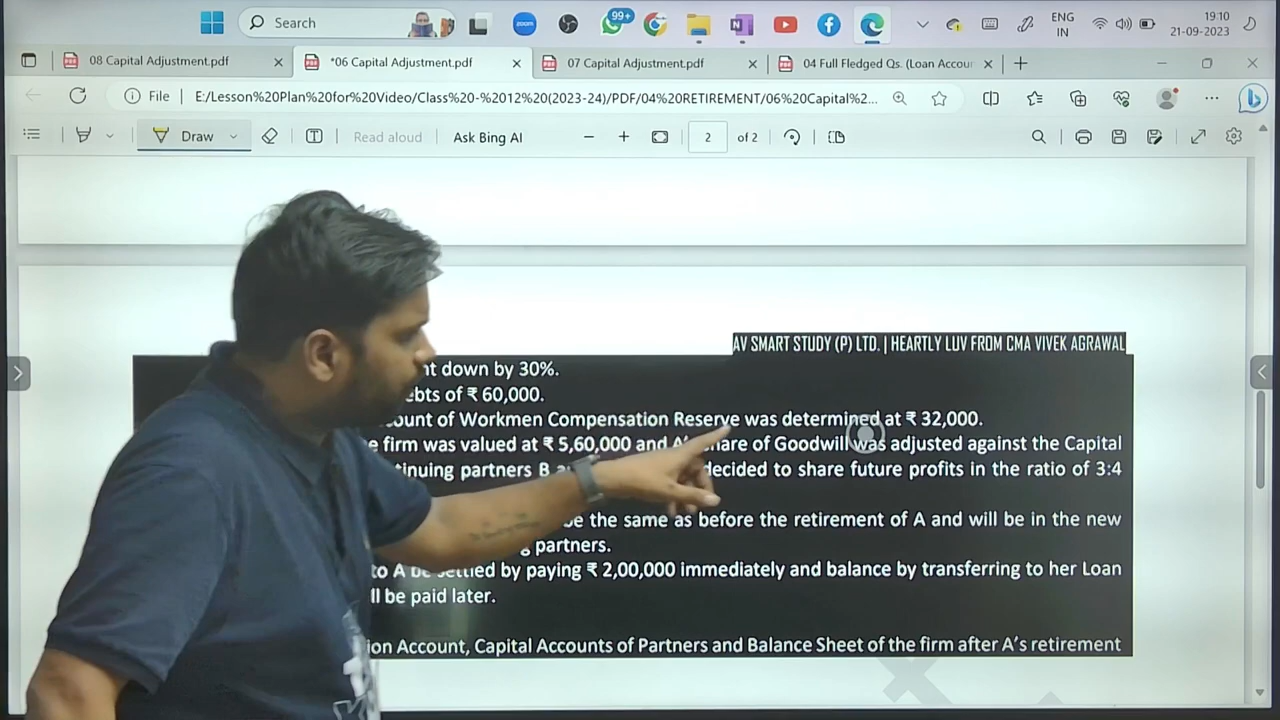 Search
zoom
99+
ENG
IN
19:10
21-09-2023
08 Capital Adjustment.pdf
*06 Capital Adjustment.pdf
07 Capital Adjustment.pdf
04 Full Fledged Qs. (Loan Accour
File
E:/Lesson%20Plan%20for%20Video/Class%20-%2012%20(2023-24)/PDF/04%20RETIREMENT/06%20Capital%2...
Draw
Read aloud
Ask Bing AI
2 of 2
AV SMART STUDY (P) LTD. | HEARTLY LUV FROM CMA VIVEK AGRAWAL
down by 30%.
of ₹ 60,000.
of Workmen Compensation Reserve was determined at ₹ 32,000.
firm was valued at ₹ 5,60,000 and of Goodwill was adjusted against the Capital
partners B decided to share future profits in the ratio of 3:4
be the same as before the retirement of A and will be in the new
partners.
to A be settled by paying ₹ 2,00,000 immediately and balance by transferring to her Loan
be paid later.
Account, Capital Accounts of Partners and Balance Sheet of the firm after A's retirement